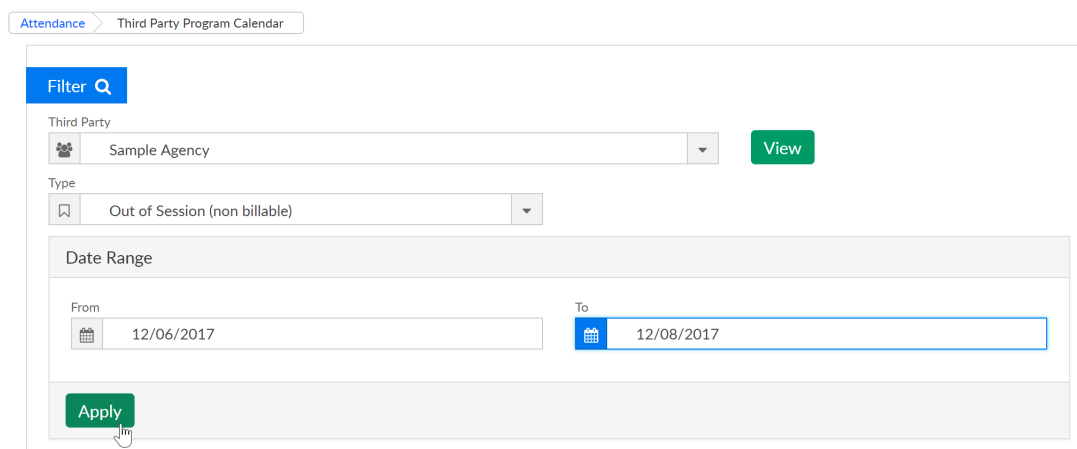 Attendance Third Party Program Calendar
Filter
Third Party
Sample Agency
View
Type
Out of Session (non billable)
Date Range
From To
12/06/2017 12/08/2017
Apply